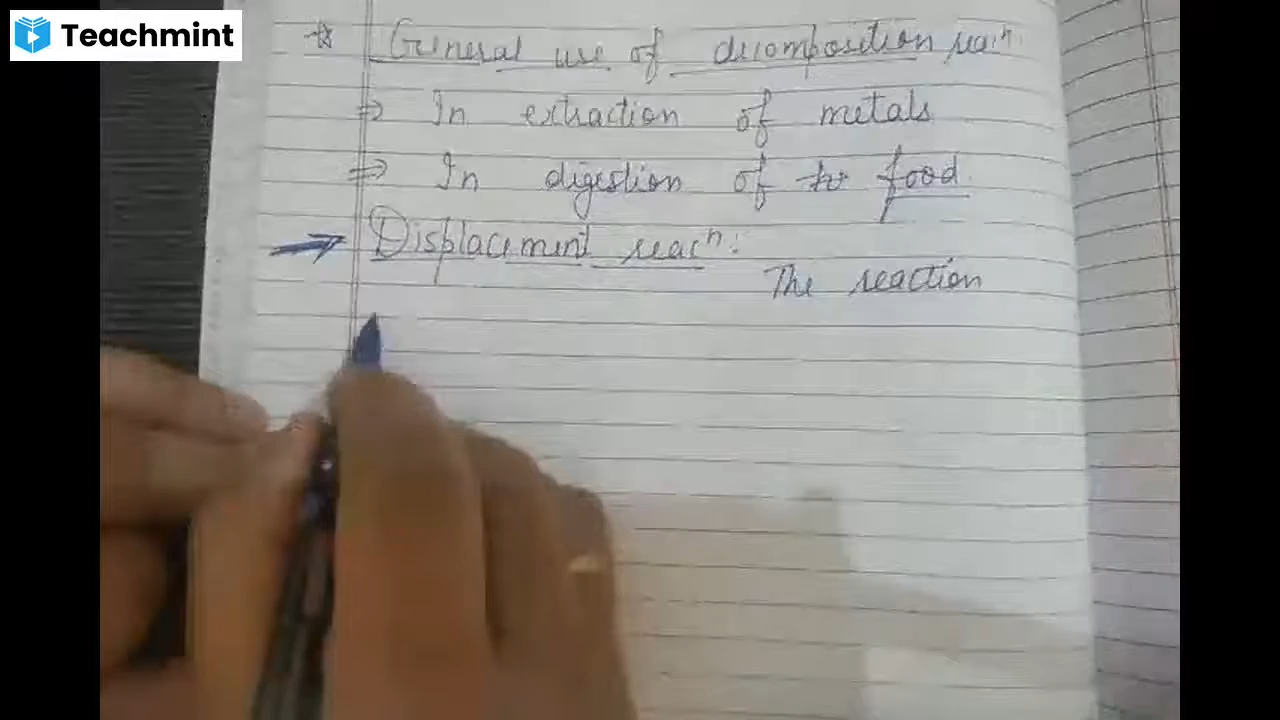 Teachmint
☆ General use of decomposition reacⁿ.
⇒ In extraction of metals
⇒ In digestion of food.
→ Displacement reacⁿ:
The reaction